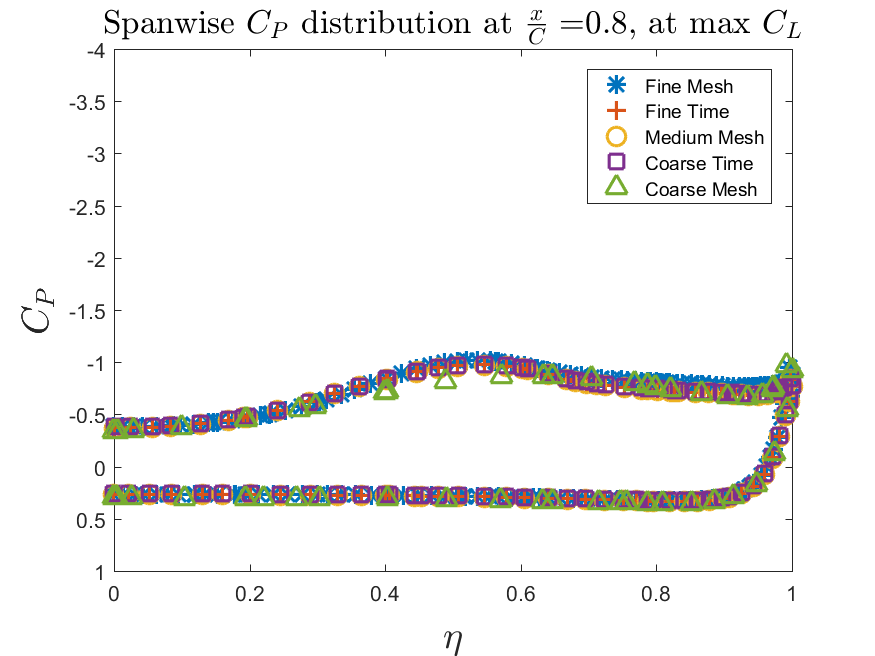 Spanwise C_P distribution at x/C =0.8, at max C_L
-4
-3.5
-3
-2.5
-2
-1.5
-1
-0.5
0
0.5
1
C_P
Fine Mesh
Fine Time
Medium Mesh
Coarse Time
Coarse Mesh
0 0.2 0.4 0.6 0.8 1
η